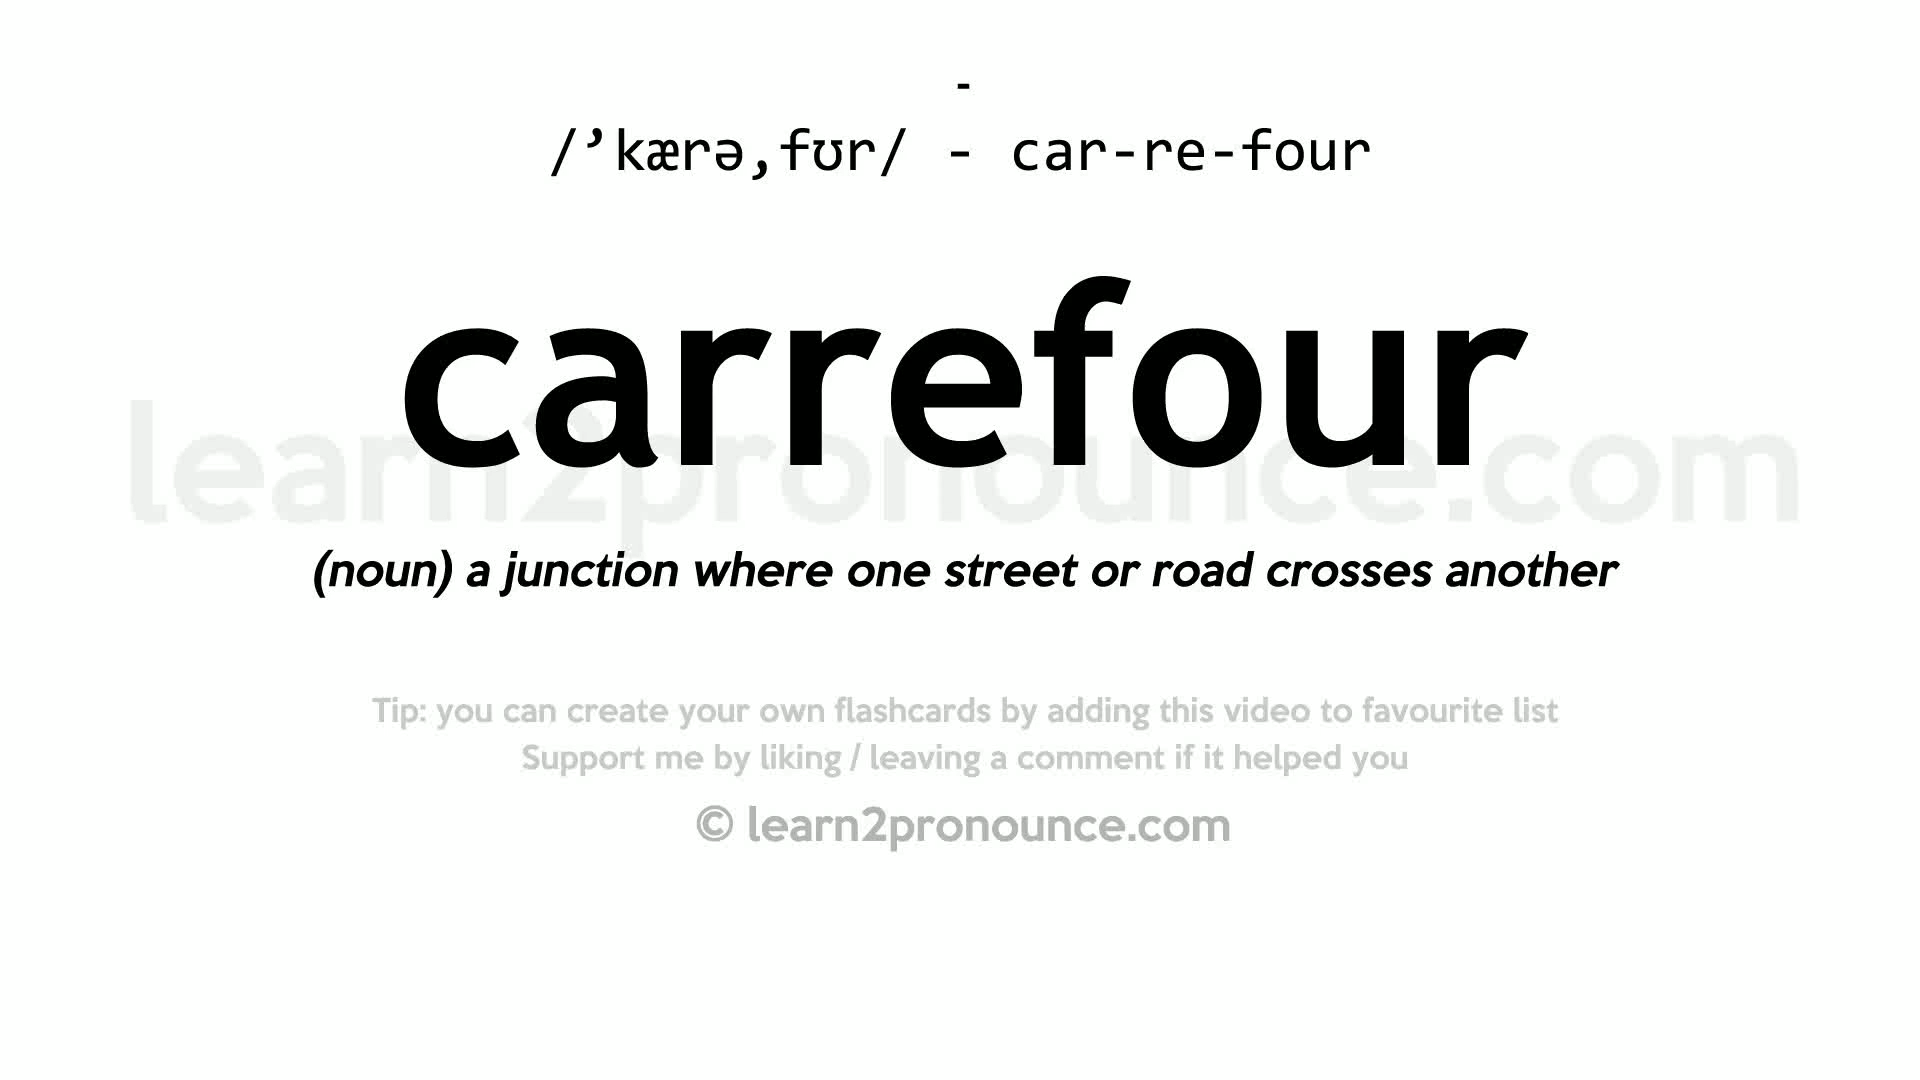 -
/’kærə,fʊr/ - car-re-four
carrefour
learn2pronounce.com
(noun) a junction where one street or road crosses another
Tip: you can create your own flashcards by adding this video to favourite list
Support me by liking / leaving a comment if it helped you
© learn2pronounce.com